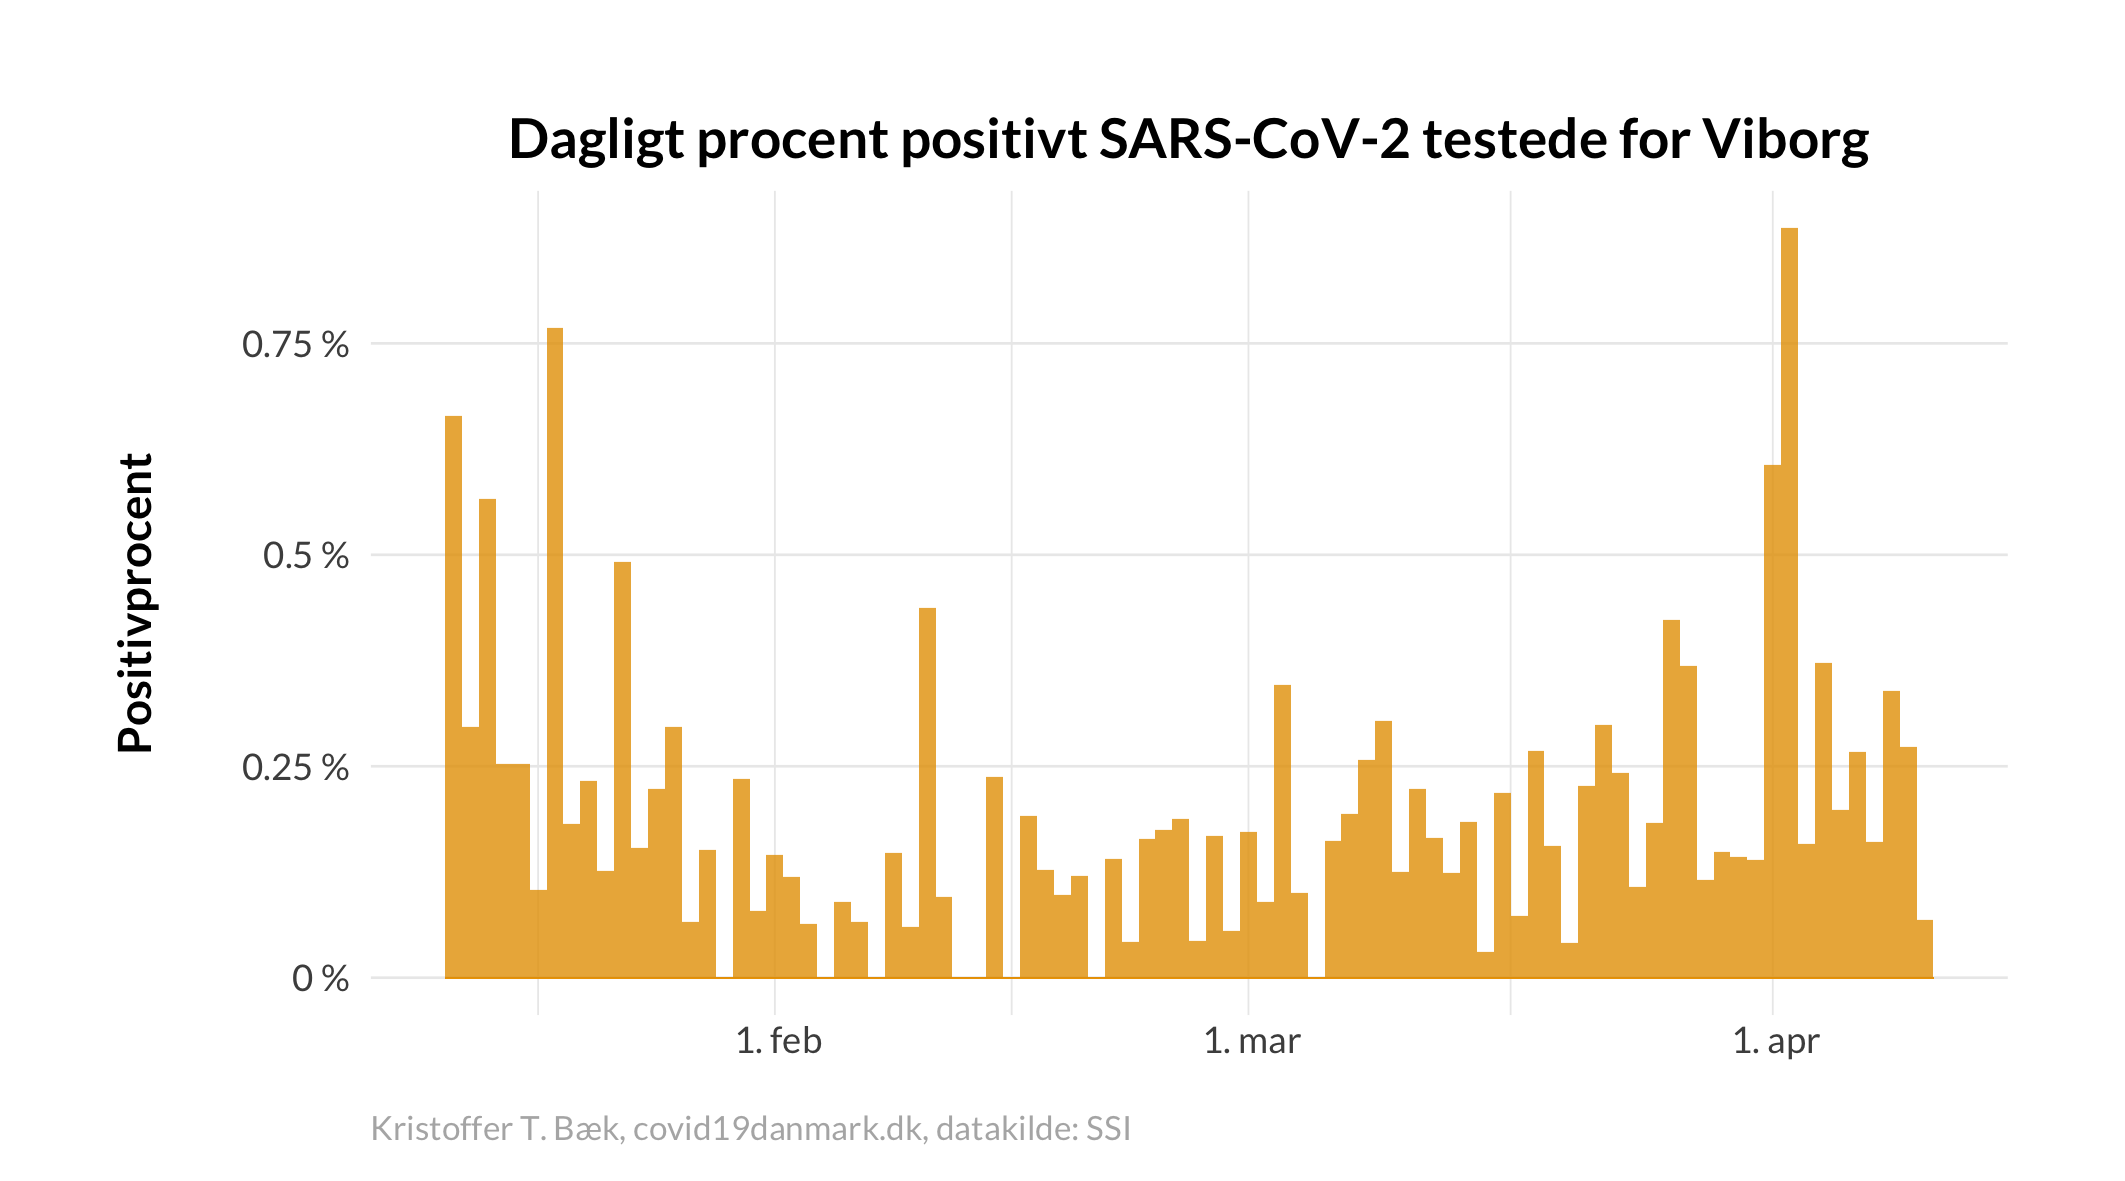 Dagligt procent positivt SARS-CoV-2 testede for Viborg
Positivprocent
0.75 %
0.5 %
0.25 %
0 %
1. feb
1. mar
1. apr
Kristoffer T. Bæk, covid19danmark.dk, datakilde: SSI